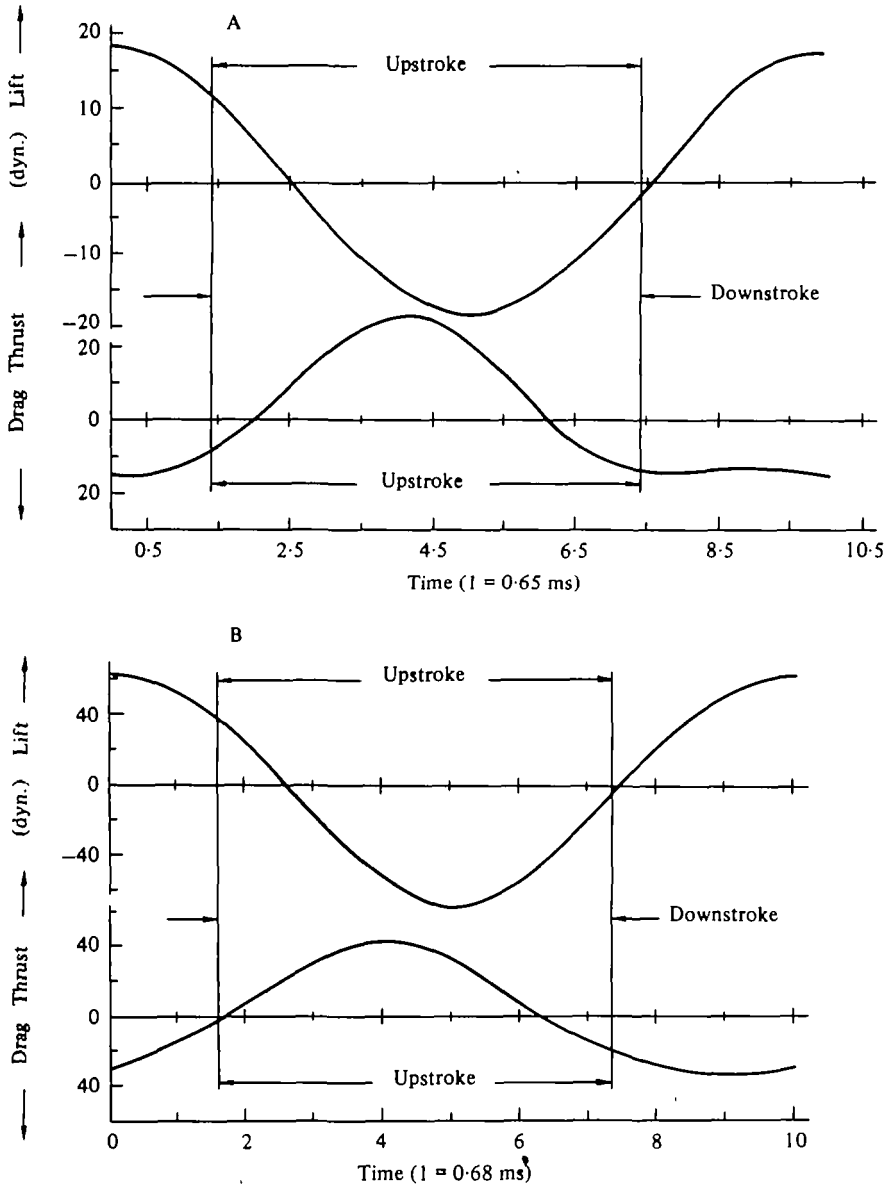 A
20
10
0
−10
−20
20
0
20
Drag Thrust (dyn.) Lift
Upstroke
Downstroke
Upstroke
0·5 2·5 4·5 6·5 8·5 10·5
Time (1 = 0·65 ms)
B
40
0
−40
40
0
40
Drag Thrust (dyn.) Lift
Upstroke
Downstroke
Upstroke
0 2 4 6 8 10
Time (1 = 0·68 ms)